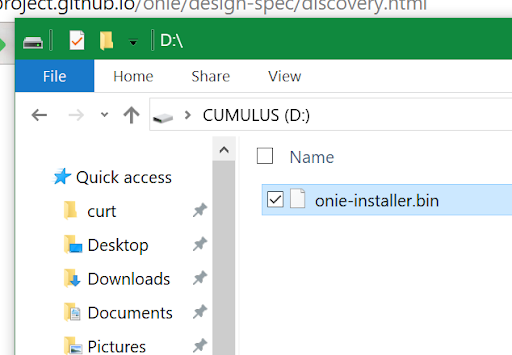 project.github.io/onie/design-spec/discovery.html
D:\
File Home Share View
CUMULUS (D:)
Name
Quick access
onie-installer.bin
curt
Desktop
Downloads
Documents
Pictures